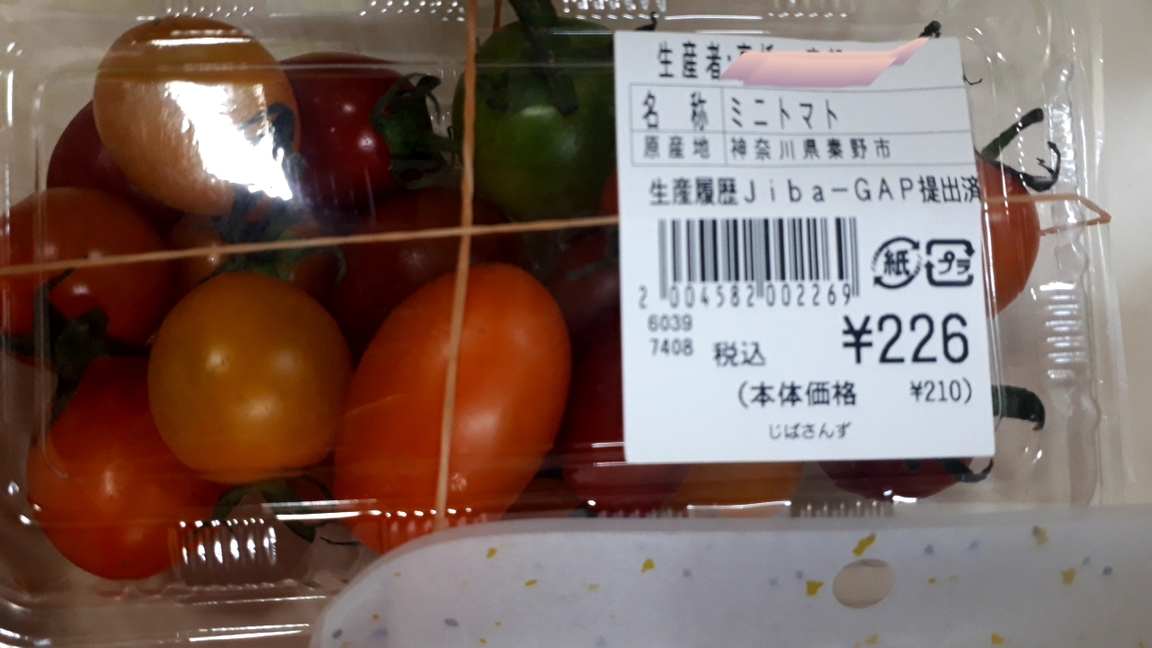 生産者:
名 称 ミニトマト
原産地 神奈川県秦野市
生産履歴Jiba-GAP提出済
紙 プラ
2 004582 002269
6039
7408 税込 ¥226
(本体価格 ¥210)
じばさんず